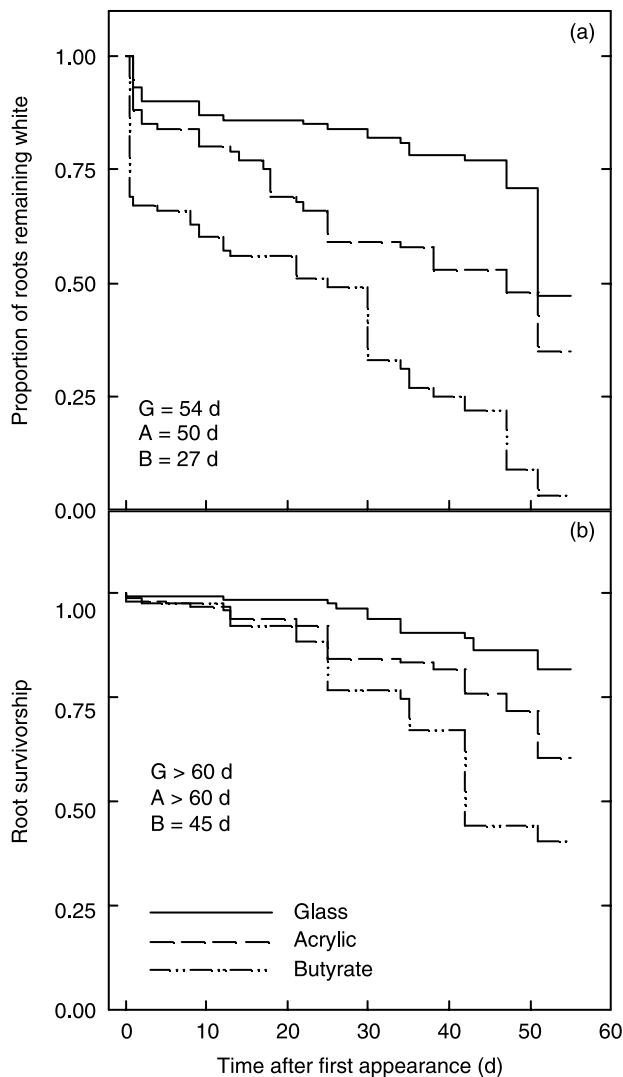 (a)
1.00
0.75
0.50
0.25
0.00
Proportion of roots remaining white
G = 54 d
A = 50 d
B = 27 d
(b)
1.00
0.75
0.50
0.25
0.00
Root survivorship
G > 60 d
A > 60 d
B = 45 d
Glass
Acrylic
Butyrate
0 10 20 30 40 50 60
Time after first appearance (d)